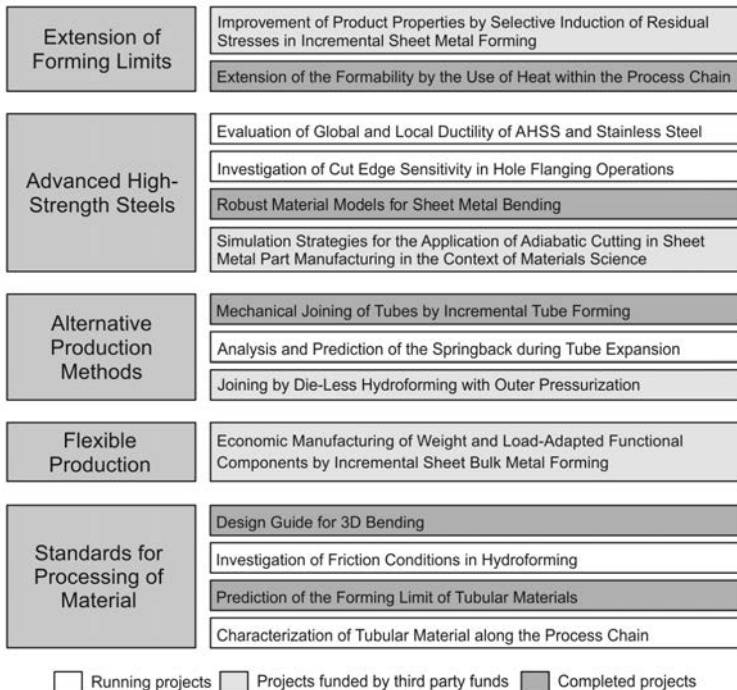 Extension of
Forming Limits
Improvement of Product Properties by Selective Induction of Residual
Stresses in Incremental Sheet Metal Forming
Extension of the Formability by the Use of Heat within the Process Chain
Advanced High-
Strength Steels
Evaluation of Global and Local Ductility of AHSS and Stainless Steel
Investigation of Cut Edge Sensitivity in Hole Flanging Operations
Robust Material Models for Sheet Metal Bending
Simulation Strategies for the Application of Adiabatic Cutting in Sheet
Metal Part Manufacturing in the Context of Materials Science
Alternative
Production
Methods
Mechanical Joining of Tubes by Incremental Tube Forming
Analysis and Prediction of the Springback during Tube Expansion
Joining by Die-Less Hydroforming with Outer Pressurization
Flexible
Production
Economic Manufacturing of Weight and Load-Adapted Functional
Components by Incremental Sheet Bulk Metal Forming
Standards for
Processing of
Material
Design Guide for 3D Bending
Investigation of Friction Conditions in Hydroforming
Prediction of the Forming Limit of Tubular Materials
Characterization of Tubular Material along the Process Chain
Running projects
Projects funded by third party funds
Completed projects